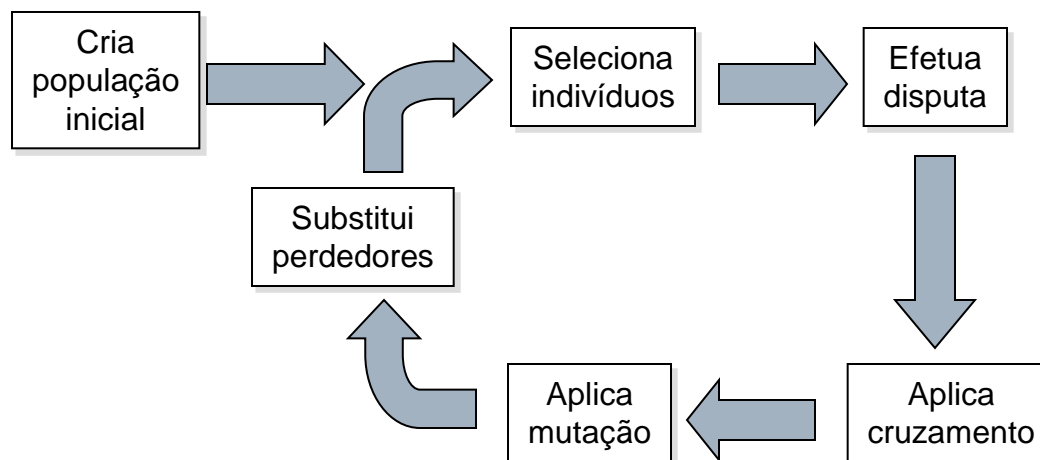 Cria
população
inicial
Seleciona
indivíduos
Efetua
disputa
Substitui
perdedores
Aplica
mutação
Aplica
cruzamento